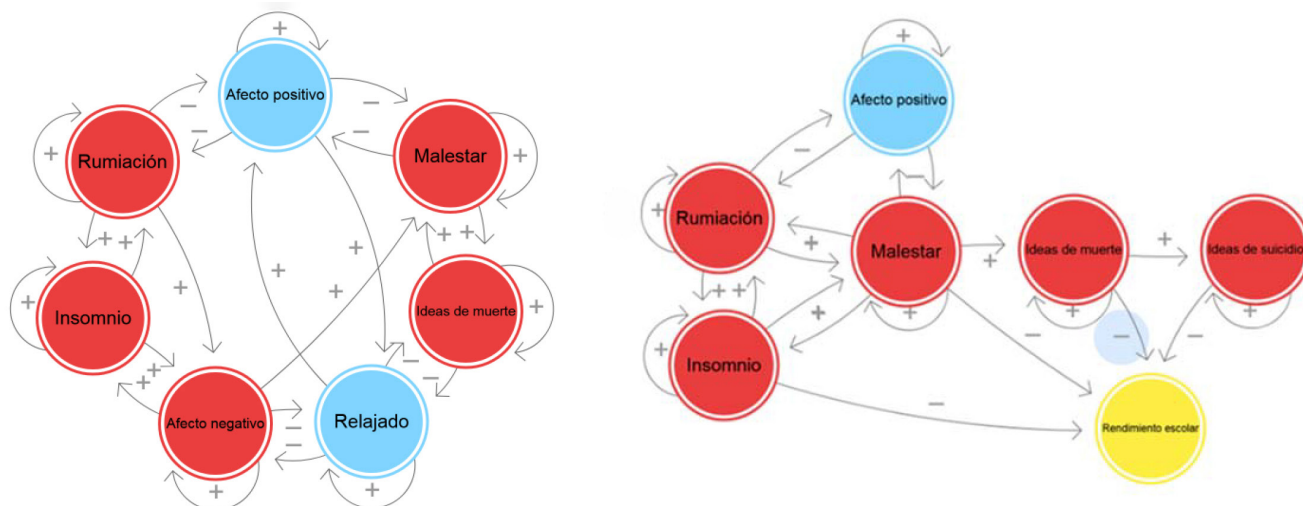 Afecto positivo
Rumiación
Malestar
Insomnio
Ideas de muerte
Afecto negativo
Relajado
Afecto positivo
Rumiación
Malestar
Ideas de muerte
Ideas de suicidio
Insomnio
Rendimiento escolar